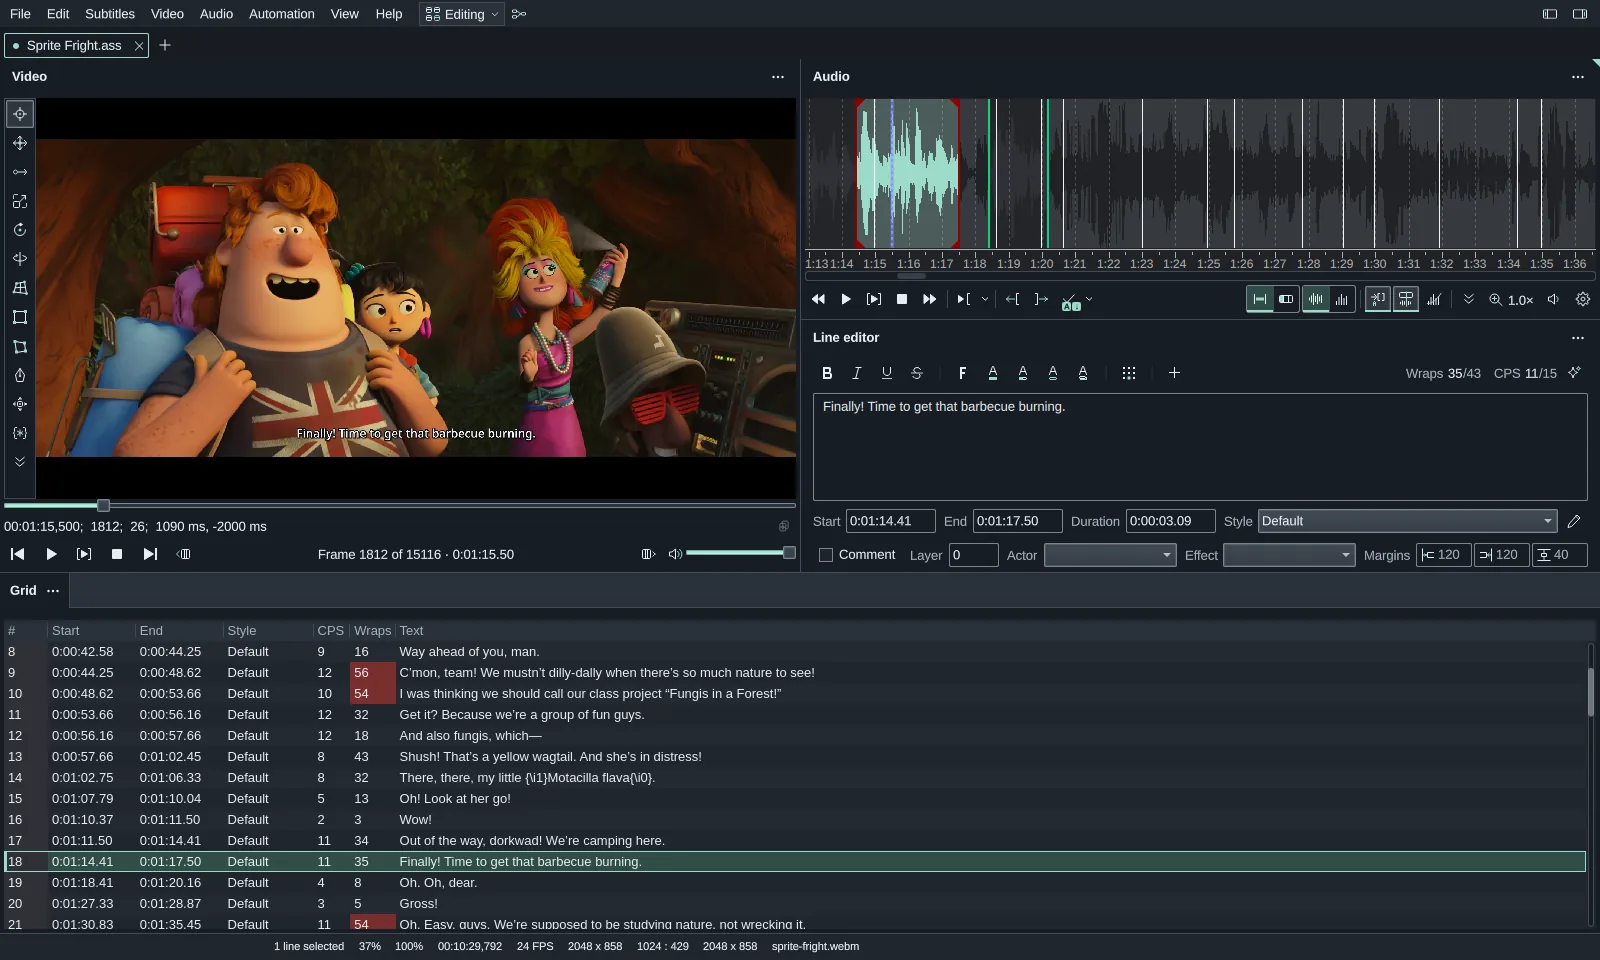 File Edit Subtitles Video Audio Automation View Help Editing
Sprite Fright.ass
Video
Finally! Time to get that barbecue burning.
00:01:15,500; 1812; 26; 1090 ms, -2000 ms
Frame 1812 of 15116 · 0:01:15.50
Audio
1:13 1:14 1:15 1:16 1:17 1:18 1:19 1:20 1:21 1:22 1:23 1:24 1:25 1:26 1:27 1:28 1:29 1:30 1:31 1:32 1:33 1:34 1:35 1:36
1.0×
Line editor
B I U S F A A A A Wraps 35/43 CPS 11/15
Finally! Time to get that barbecue burning.
Start 0:01:14.41 End 0:01:17.50 Duration 0:00:03.09 Style Default
Comment Layer 0 Actor Effect Margins 120 120 40
Grid
# Start End Style CPS Wraps Text
8 0:00:42.58 0:00:44.25 Default 9 16 Way ahead of you, man.
9 0:00:44.25 0:00:48.62 Default 12 56 C’mon, team! We mustn’t dilly-dally when there’s so much nature to see!
10 0:00:48.62 0:00:53.66 Default 10 54 I was thinking we should call our class project “Fungis in a Forest!”
11 0:00:53.66 0:00:56.16 Default 12 32 Get it? Because we’re a group of fun guys.
12 0:00:56.16 0:00:57.66 Default 12 18 And also fungis, which—
13 0:00:57.66 0:01:02.45 Default 8 43 Shush! That’s a yellow wagtail. And she’s in distress!
14 0:01:02.75 0:01:06.33 Default 8 32 There, there, my little {\i1}Motacilla flava{\i0}.
15 0:01:07.79 0:01:10.04 Default 5 13 Oh! Look at her go!
16 0:01:10.37 0:01:11.50 Default 2 3 Wow!
17 0:01:11.50 0:01:14.41 Default 11 34 Out of the way, dorkwad! We’re camping here.
18 0:01:14.41 0:01:17.50 Default 11 35 Finally! Time to get that barbecue burning.
19 0:01:18.41 0:01:20.16 Default 4 8 Oh. Oh, dear.
20 0:01:27.33 0:01:28.87 Default 3 5 Gross!
21 0:01:30.83 0:01:35.45 Default 11 54 Oh. Easy, guys. We’re supposed to be studying nature, not wrecking it.
1 line selected 37% 100% 00:10:29,792 24 FPS 2048 x 858 1024 : 429 2048 x 858 sprite-fright.webm